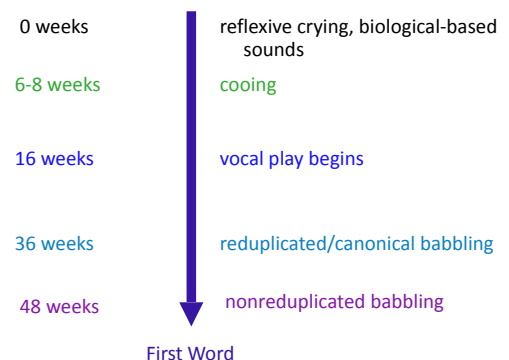 0 weeks reflexive crying, biological-based
sounds
6-8 weeks cooing
16 weeks vocal play begins
36 weeks reduplicated/canonical babbling
48 weeks nonreduplicated babbling
First Word